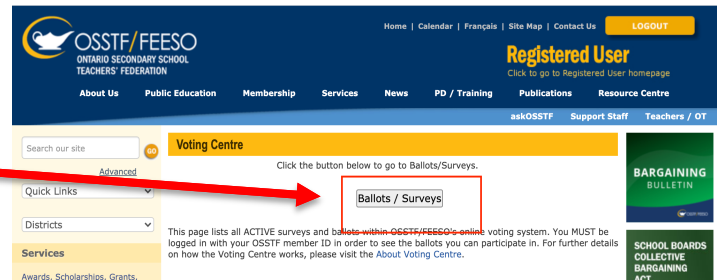 Home | Calendar | Français | Site Map | Contact Us
LOGOUT
OSSTF/FEESO
ONTARIO SECONDARY SCHOOL
TEACHERS' FEDERATION
Registered User
Click to go to Registered User homepage
About Us Public Education Membership Services News PD / Training Publications Resource Centre
askOSSTF Support Staff Teachers / OT
Search our site
GO
Advanced
Quick Links
Districts
Services
Awards, Scholarships, Grants,
Voting Centre
Click the button below to go to Ballots/Surveys.
Ballots / Surveys
This page lists all ACTIVE surveys and ballots within OSSTF/FEESO's online voting system. You MUST be
logged in with your OSSTF member ID in order to see the ballots you can participate in. For further details
on how the Voting Centre works, please visit the About Voting Centre.
BARGAINING
BULLETIN
SCHOOL BOARDS
COLLECTIVE
BARGAINING
ACT